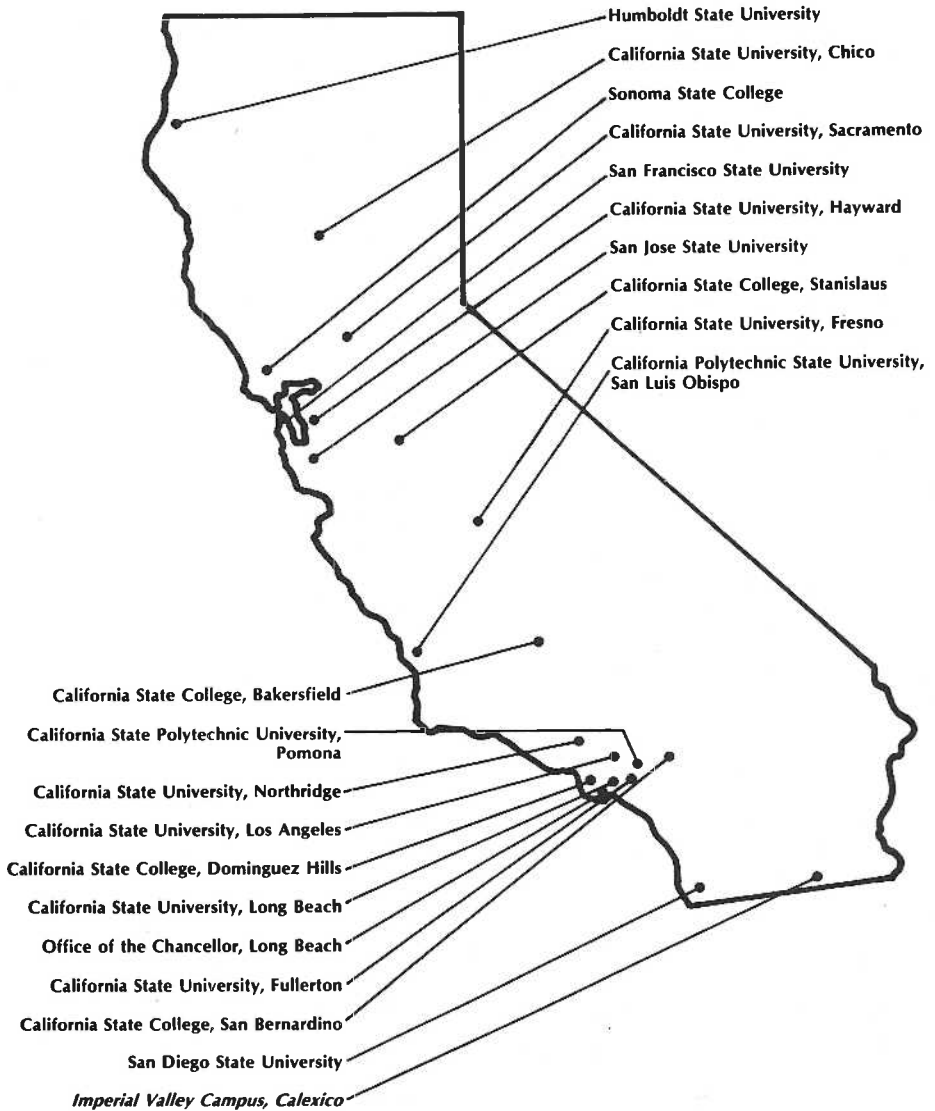 Humboldt State University
California State University, Chico
Sonoma State College
California State University, Sacramento
San Francisco State University
California State University, Hayward
San Jose State University
California State College, Stanislaus
California State University, Fresno
California Polytechnic State University,
San Luis Obispo
California State College, Bakersfield
California State Polytechnic University,
Pomona
California State University, Northridge
California State University, Los Angeles
California State College, Dominguez Hills
California State University, Long Beach
Office of the Chancellor, Long Beach
California State University, Fullerton
California State College, San Bernardino
San Diego State University
Imperial Valley Campus, Calexico